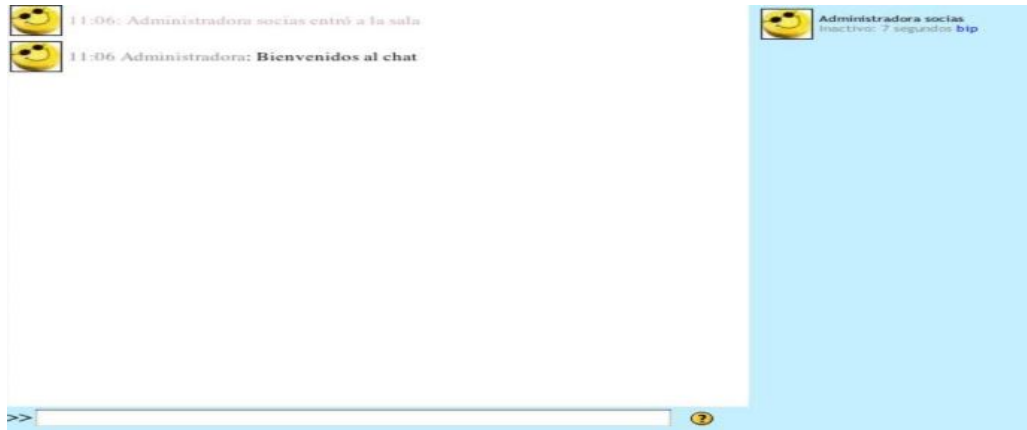 11:06: Administradora socias entró a la sala
11:06 Administradora: Bienvenidos al chat
Administradora socias
Inactivo: 7 segundos bip
>>
?